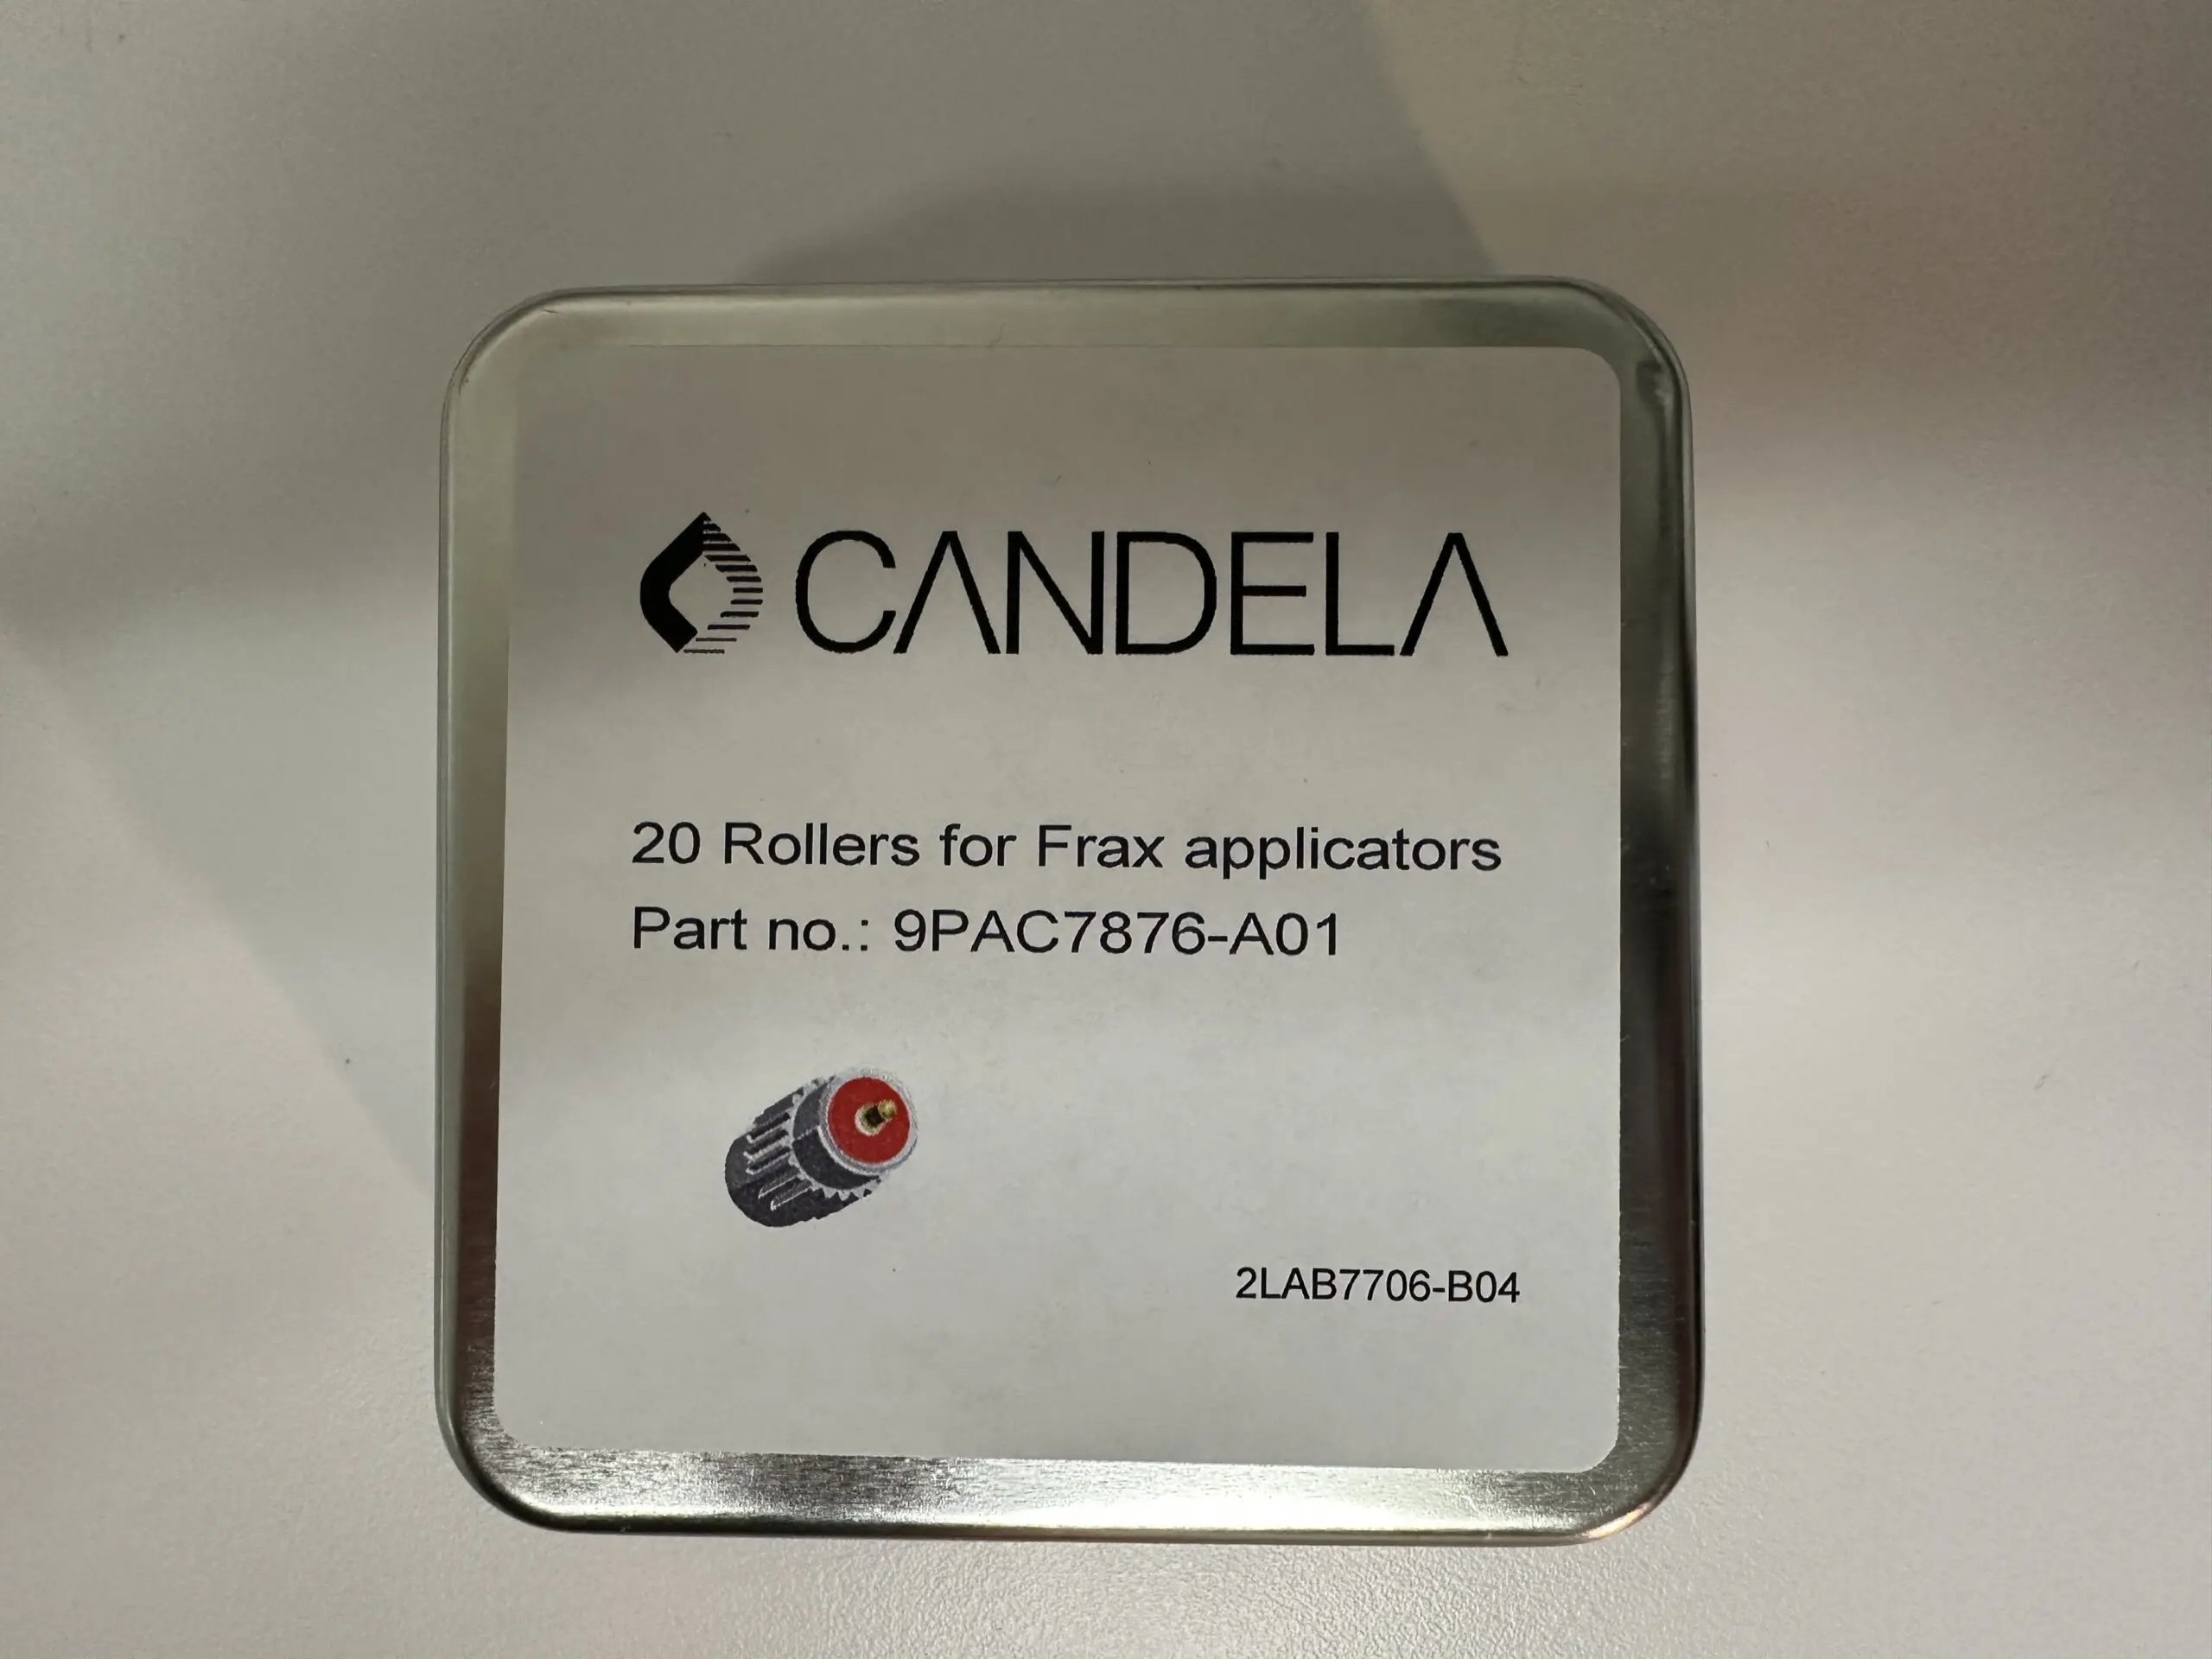 CANDELA
20 Rollers for Frax applicators
Part no.: 9PAC7876-A01
2LAB7706-B04